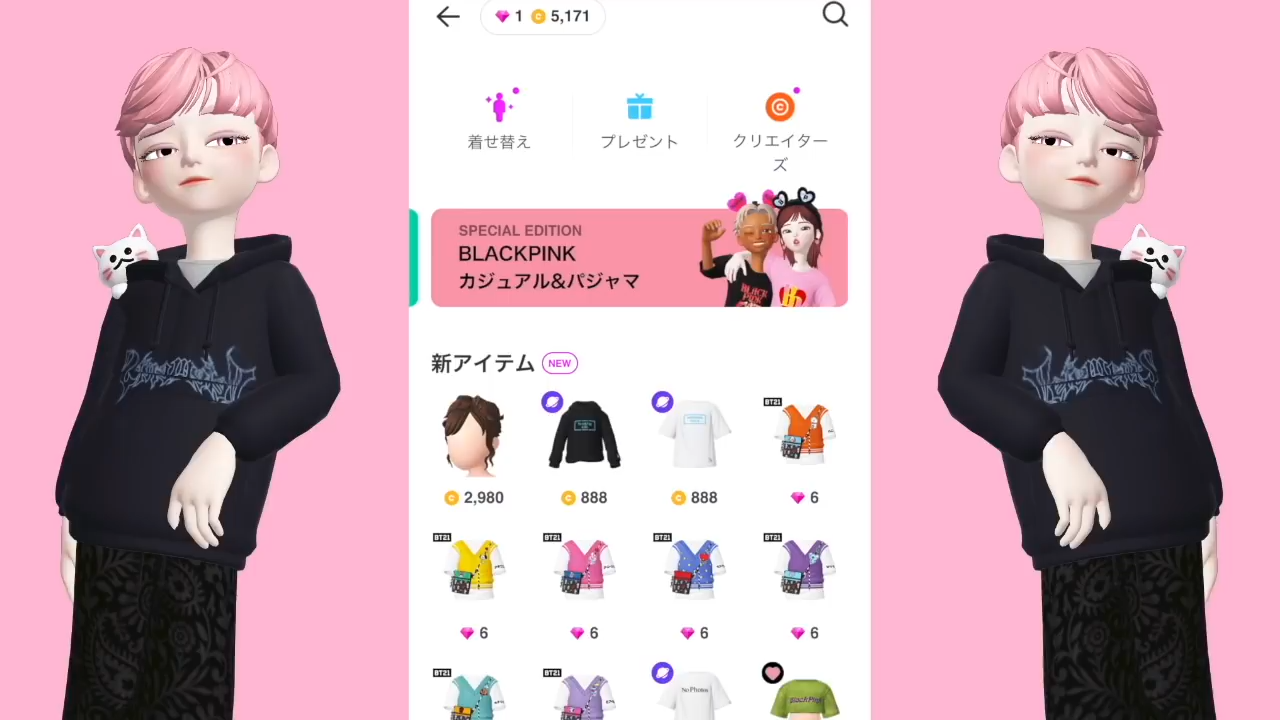 1 5,171
着せ替え
プレゼント
クリエイター
ズ
SPECIAL EDITION
BLACKPINK
カジュアル&パジャマ
新アイテム NEW
BT21
2,980 888 888 6
BT21 BT21 BT21 BT21
6 6 6 6
BT21 BT21
No Photos
BlackPink